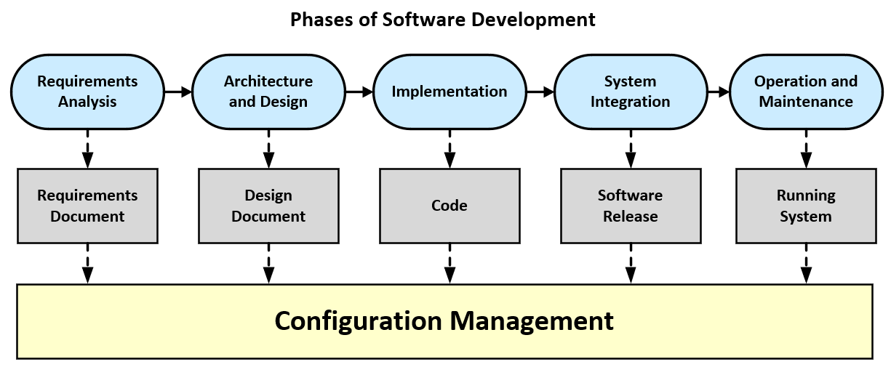 Phases of Software Development
Requirements
Analysis
Architecture
and Design
Implementation
System
Integration
Operation and
Maintenance
Requirements
Document
Design
Document
Code
Software
Release
Running
System
Configuration Management